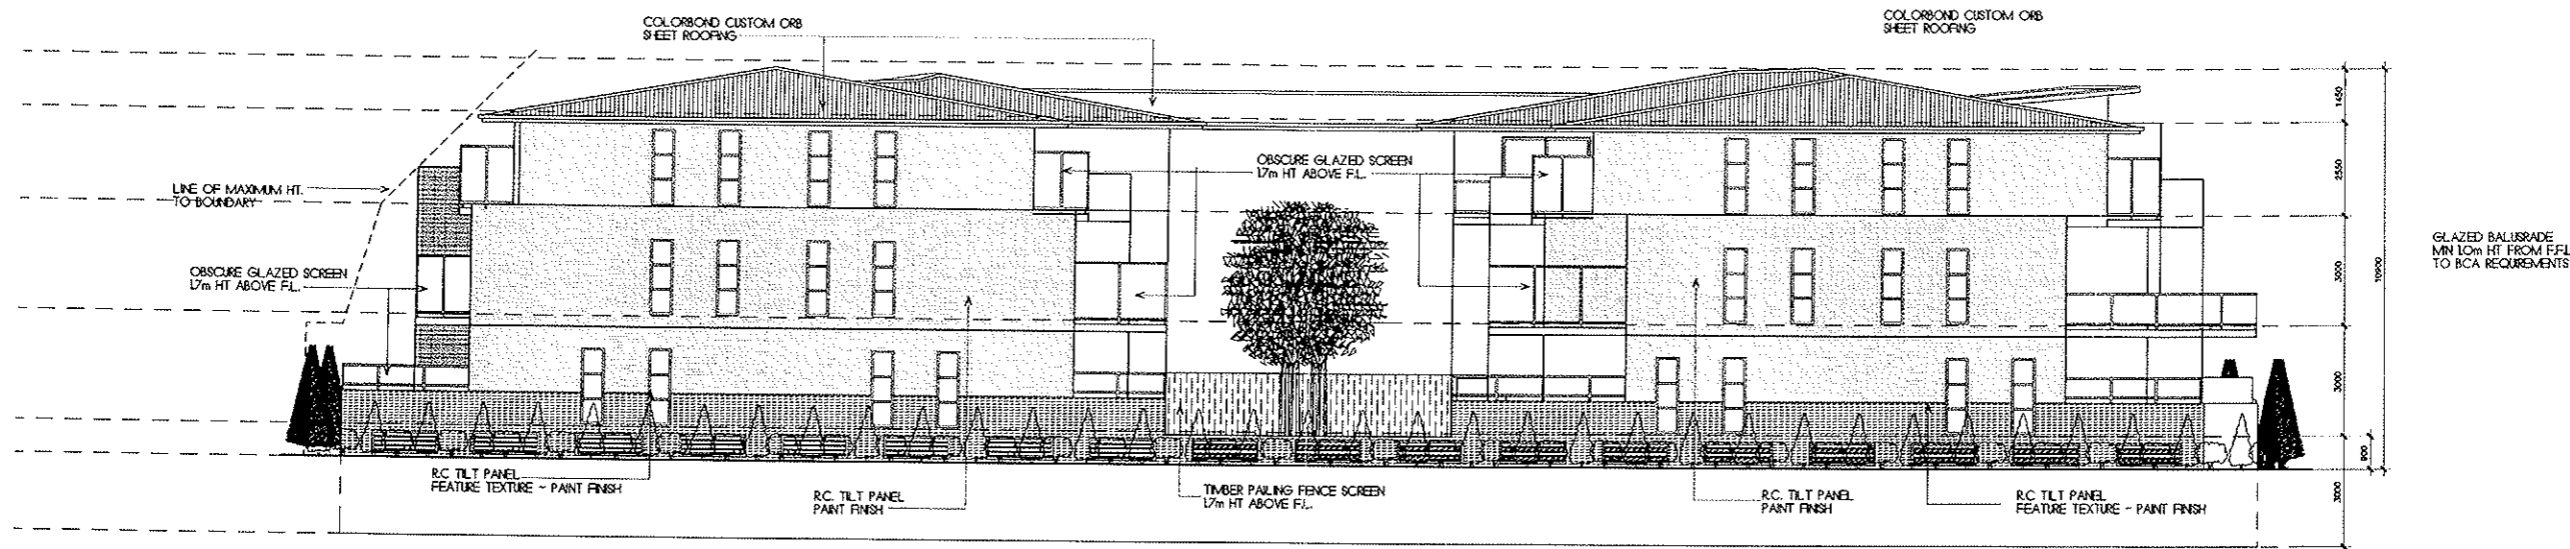 COLORBOND CUSTOM ORB
SHEET ROOFING
COLORBOND CUSTOM ORB
SHEET ROOFING
LINE OF MAXIMUM HT.
TO BOUNDARY
OBSCURE GLAZED SCREEN
1.7m HT ABOVE F.L.
OBSCURE GLAZED SCREEN
1.7m HT ABOVE F.L.
GLAZED BALUSRADE
MIN 1.0m HT FROM F.F.L
TO BCA REQUIREMENTS
1450
2550
3000
3000
10900
900
3000
R.C. TILT PANEL
FEATURE TEXTURE - PAINT FINISH
R.C. TILT PANEL
PAINT FINISH
TIMBER PAILING FENCE SCREEN
1.7m HT ABOVE F.L.
R.C. TILT PANEL
PAINT FINISH
R.C. TILT PANEL
FEATURE TEXTURE - PAINT FINISH